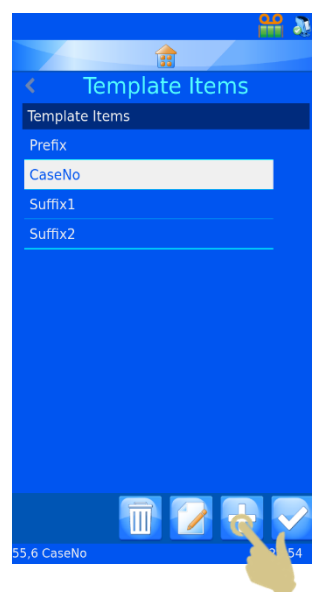 Template Items
Template Items
Prefix
CaseNo
Suffix1
Suffix2
55,6 CaseNo
54